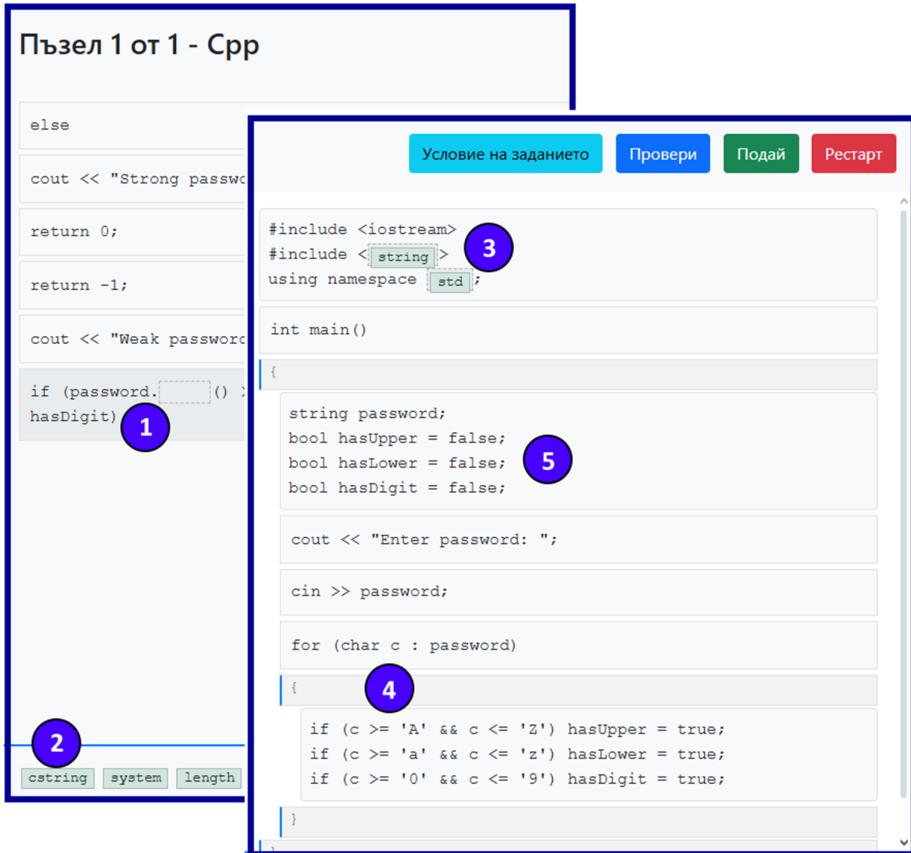 Пъзел 1 от 1 - Cpp
else
cout << "Strong passwo
return 0;
return -1;
cout << "Weak password
if (password. ()
hasDigit)
1
2
cstring system length
Условие на заданието Провери Подай Рестарт
#include <iostream>
#include < string >
3
using namespace std ;
int main()
{
string password;
bool hasUpper = false;
bool hasLower = false;
5
bool hasDigit = false;
cout << "Enter password: ";
cin >> password;
for (char c : password)
{
4
if (c >= 'A' && c <= 'Z') hasUpper = true;
if (c >= 'a' && c <= 'z') hasLower = true;
if (c >= '0' && c <= '9') hasDigit = true;
}